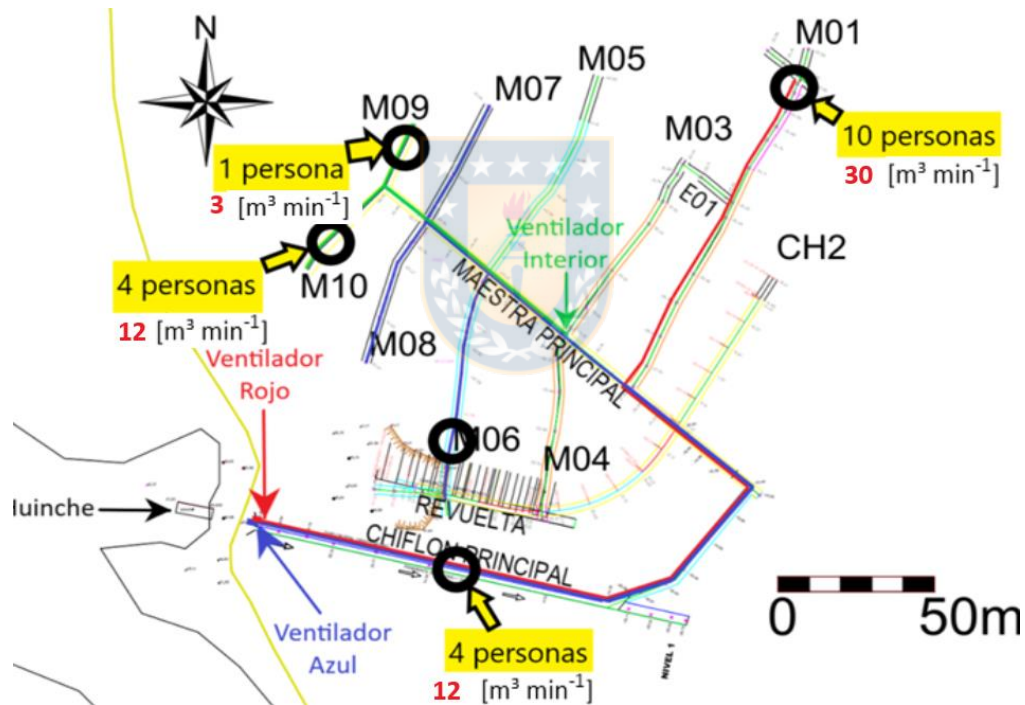 N
M01
M05
M07
M09
1 persona
3 [m³ min⁻¹]
10 personas
30 [m³ min⁻¹]
M03
E01
Ventilador
Interior
CH2
4 personas
M10
12 [m³ min⁻¹]
MAESTRA PRINCIPAL
M08
Ventilador
Rojo
M06
M04
REVUELTA
luinche
CHIFLON PRINCIPAL
Ventilador
Azul
4 personas
12 [m³ min⁻¹]
NIVEL 1
0 50m